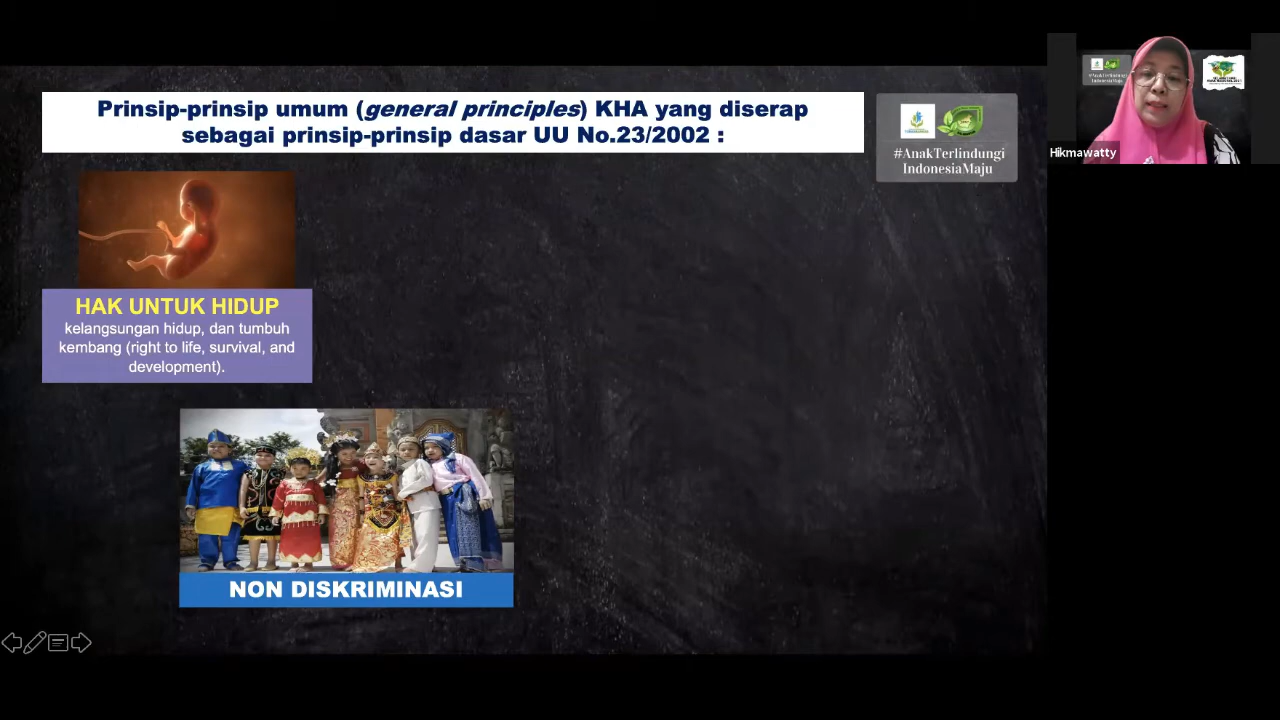 Prinsip-prinsip umum (general principles) KHA yang diserap
sebagai prinsip-prinsip dasar UU No.23/2002 :
#AnakTerlindungi
IndonesiaMaju
Hikmawatty
HAK UNTUK HIDUP
kelangsungan hidup, dan tumbuh
kembang (right to life, survival, and
development).
NON DISKRIMINASI